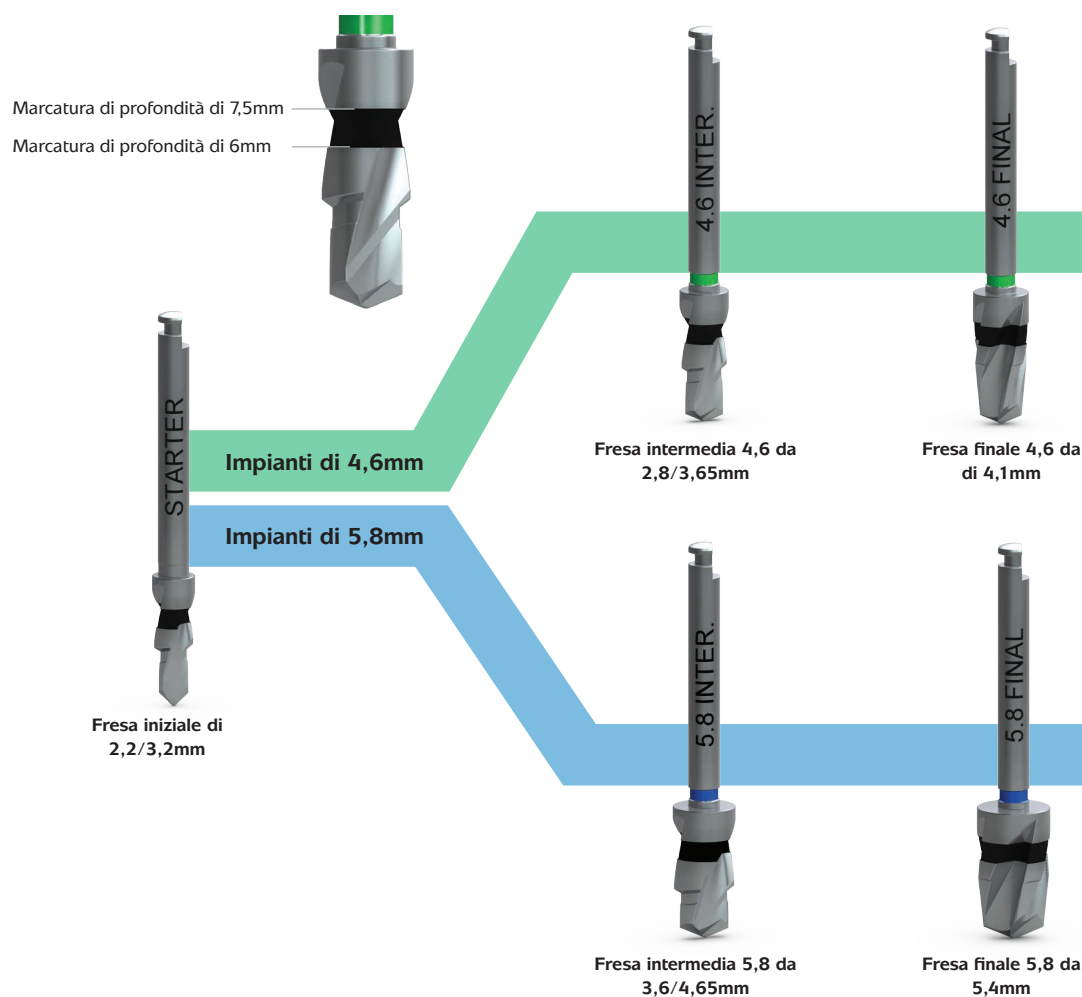 Marcatura di profondità di 7,5mm
Marcatura di profondità di 6mm
4.6 INTER.
4.6 FINAL
STARTER
Impianti di 4,6mm
Impianti di 5,8mm
Fresa intermedia 4,6 da
2,8/3,65mm
Fresa finale 4,6 da
di 4,1mm
Fresa iniziale di
2,2/3,2mm
5.8 INTER.
5.8 FINAL
Fresa intermedia 5,8 da
3,6/4,65mm
Fresa finale 5,8 da
5,4mm